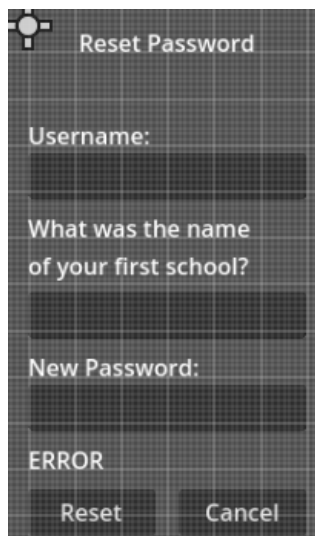 Reset Password
Username:
What was the name
of your first school?
New Password:
ERROR
Reset Cancel